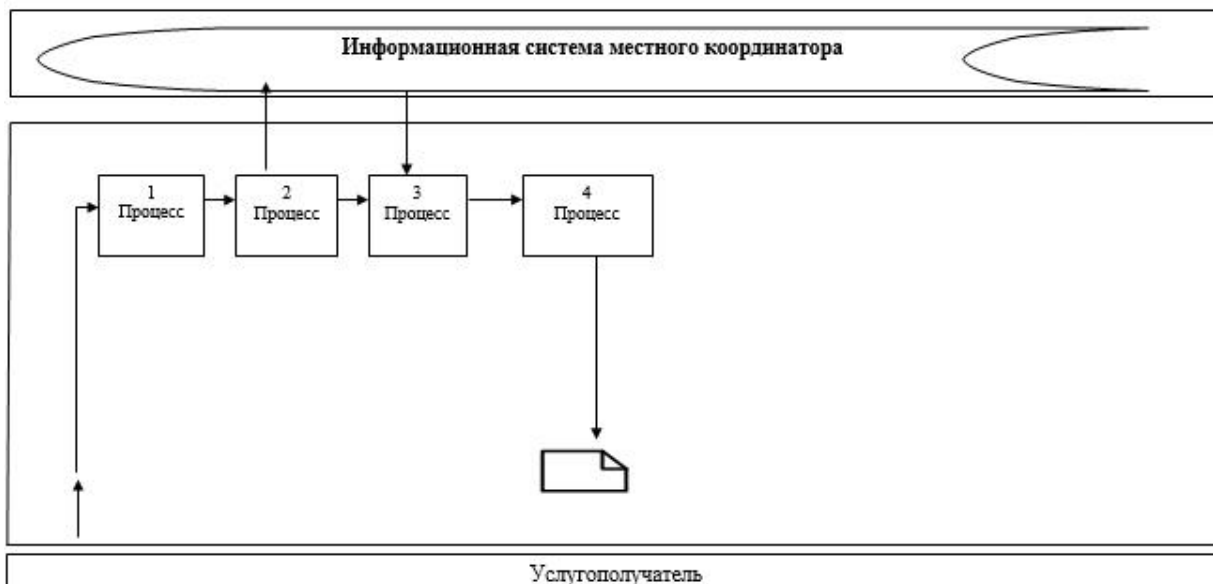 Информационная система местного координатора
1
Процесс
2
Процесс
3
Процесс
4
Процесс
Услугополучатель